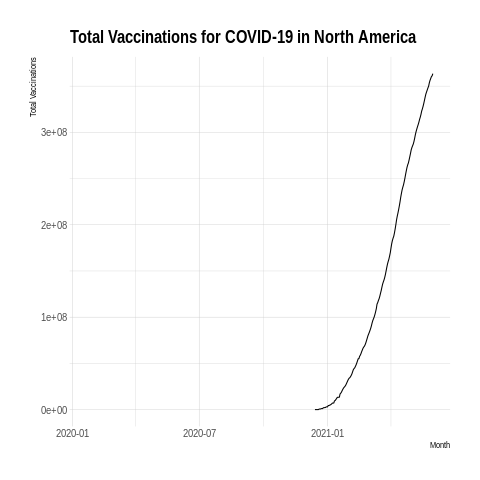 Total Vaccinations for COVID-19 in North America
Total Vaccinations
3e+08
2e+08
1e+08
0e+00
2020-01 2020-07 2021-01
Month